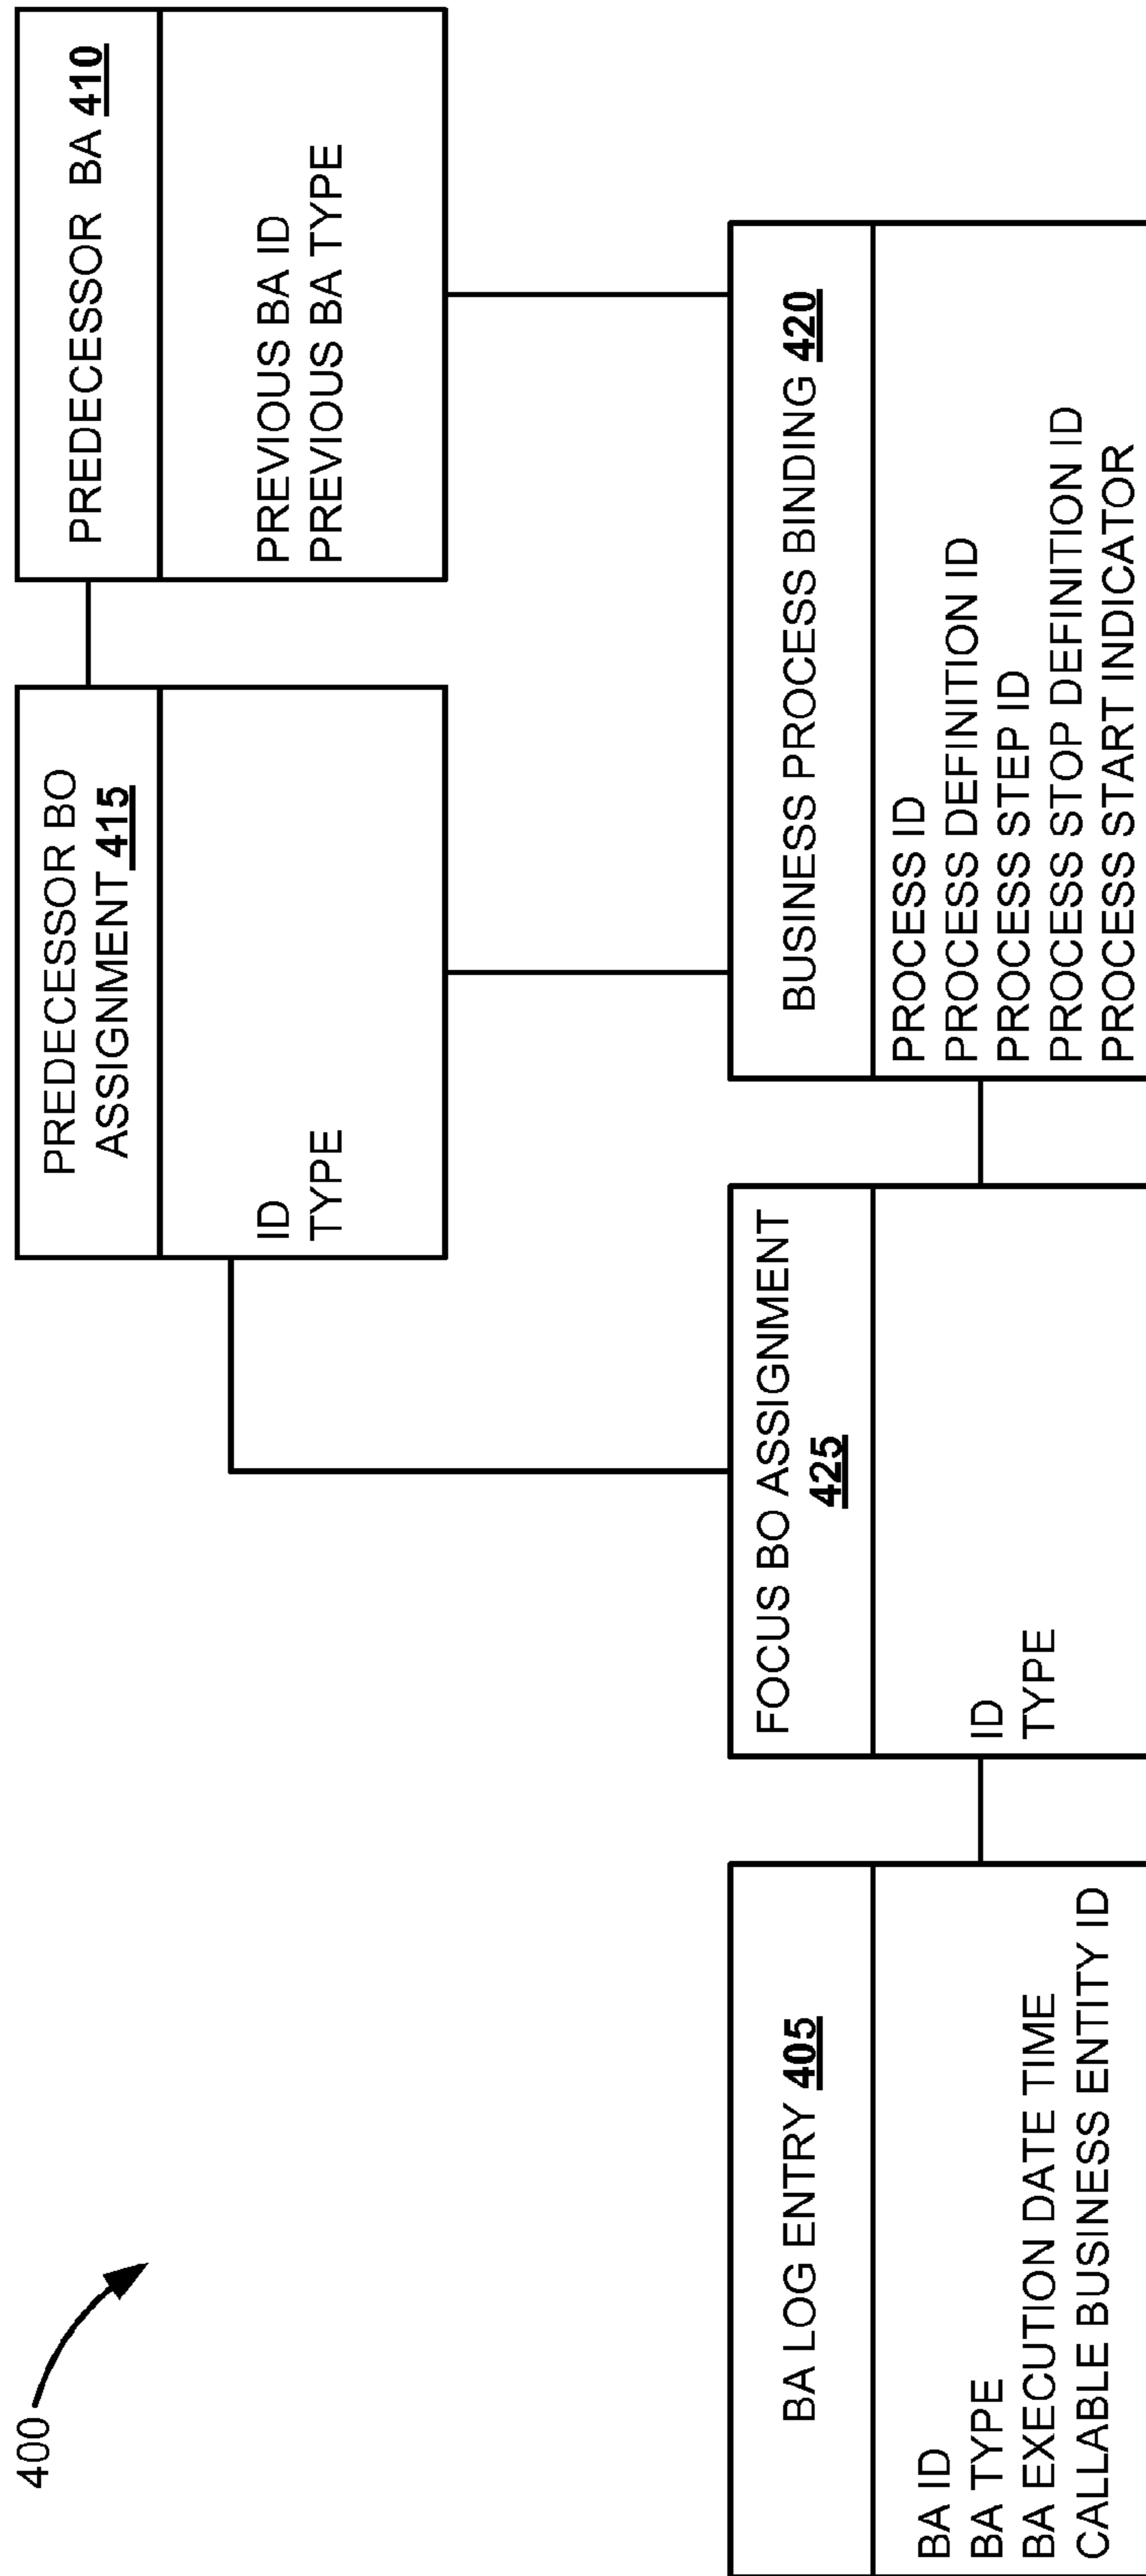 400
PREDECESSOR BO
ASSIGNMENT 415
ID
TYPE
PREDECESSOR BA 410
PREVIOUS BA ID
PREVIOUS BA TYPE
BA LOG ENTRY 405
BA ID
BA TYPE
BA EXECUTION DATE TIME
CALLABLE BUSINESS ENTITY ID
FOCUS BO ASSIGNMENT
425
ID
TYPE
BUSINESS PROCESS BINDING 420
PROCESS ID
PROCESS DEFINITION ID
PROCESS STEP ID
PROCESS STOP DEFINITION ID
PROCESS START INDICATOR